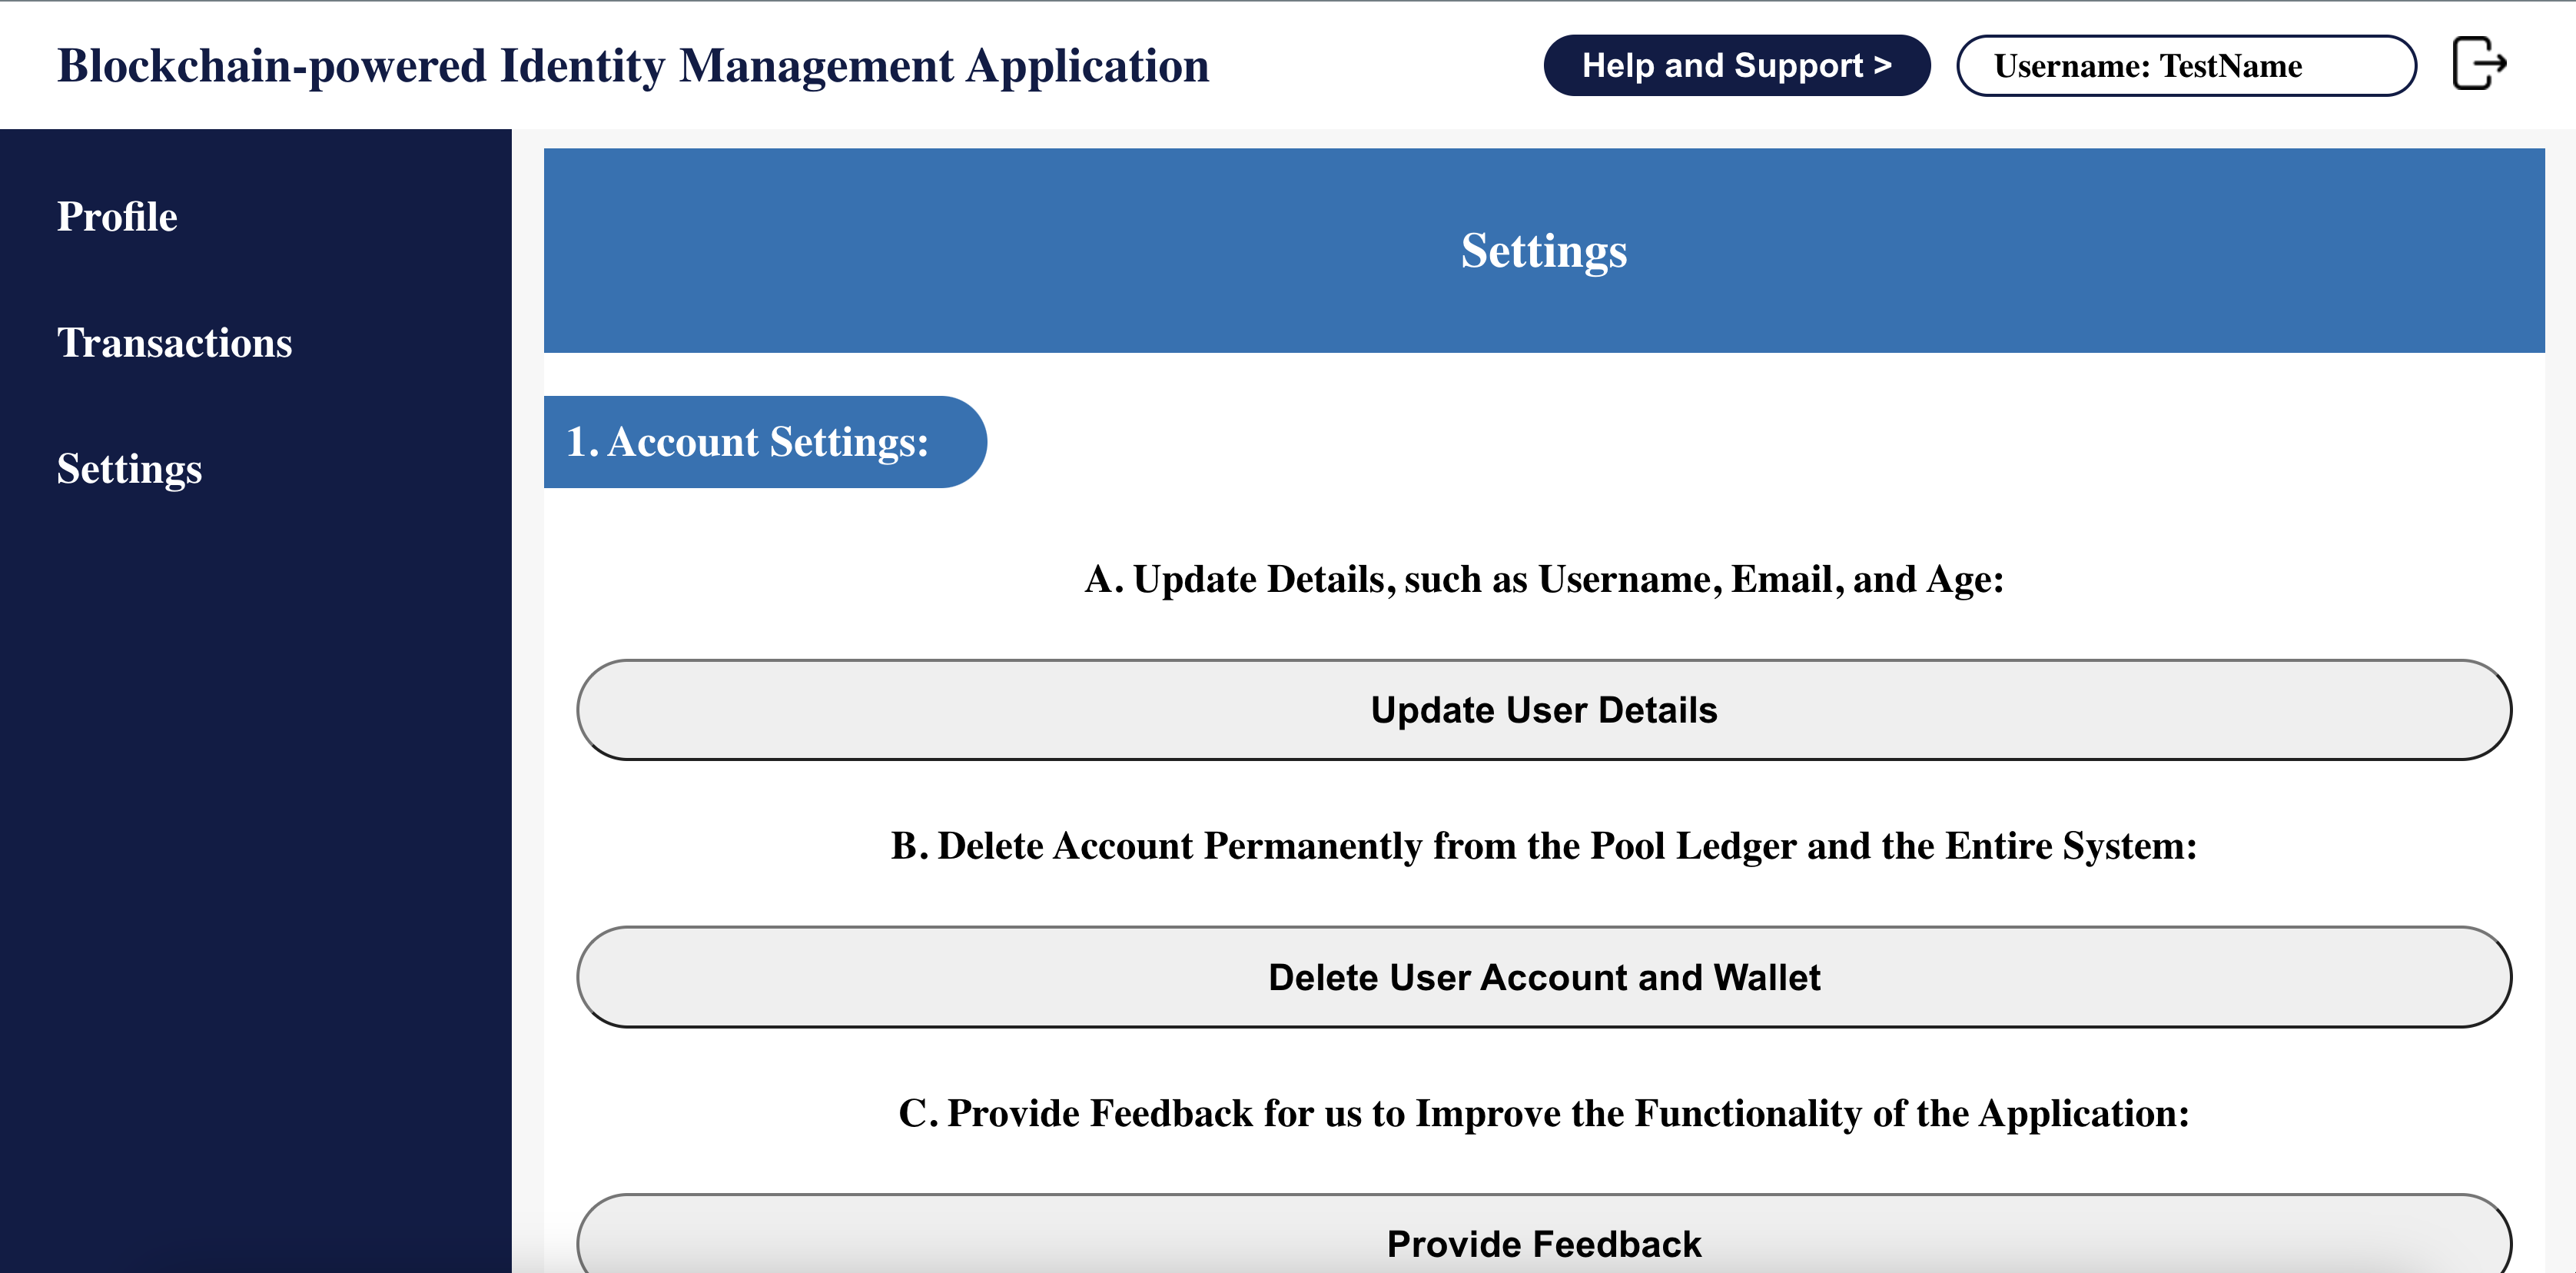 Blockchain-powered Identity Management Application
Help and Support >
Username: TestName
Profile
Transactions
Settings
Settings
1. Account Settings:
A. Update Details, such as Username, Email, and Age:
Update User Details
B. Delete Account Permanently from the Pool Ledger and the Entire System:
Delete User Account and Wallet
C. Provide Feedback for us to Improve the Functionality of the Application:
Provide Feedback